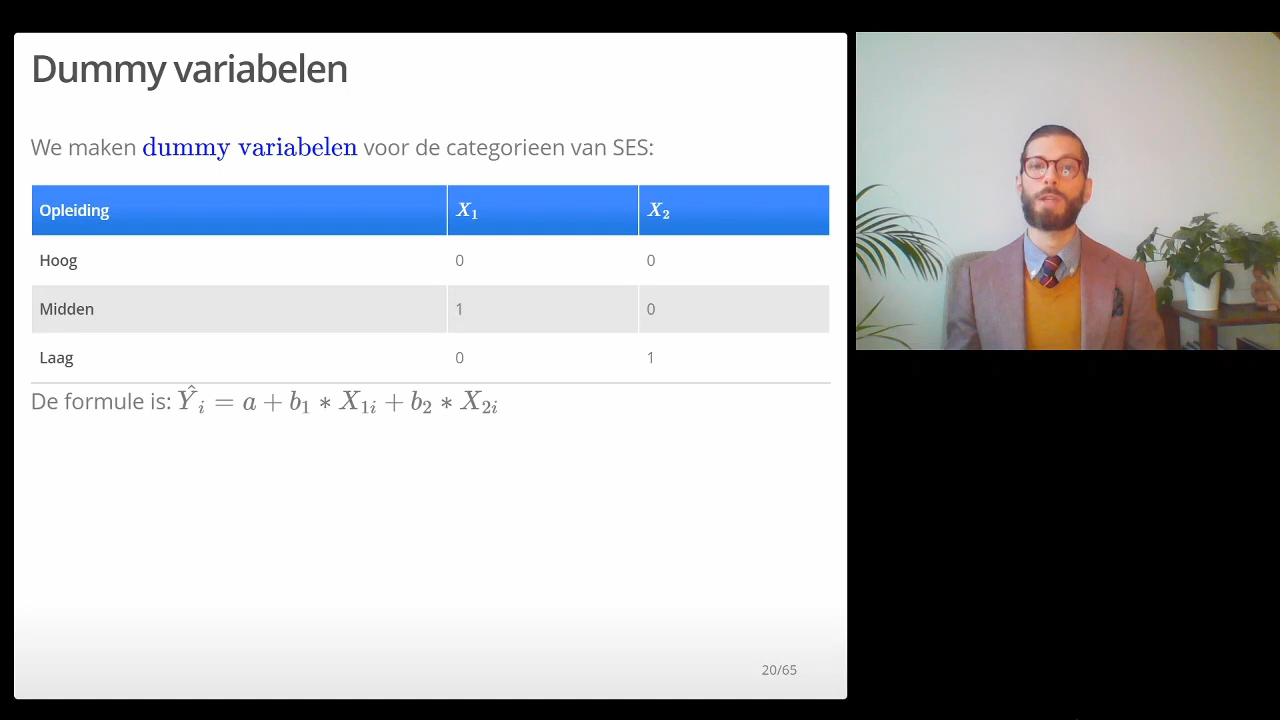 Dummy variabelen
We maken dummy variabelen voor de categorieen van SES:
Opleiding X₁ X₂
Hoog 0 0
Midden 1 0
Laag 0 1
De formule is: Ŷᵢ = a + b₁ ∗ X₁ᵢ + b₂ ∗ X₂ᵢ
20/65